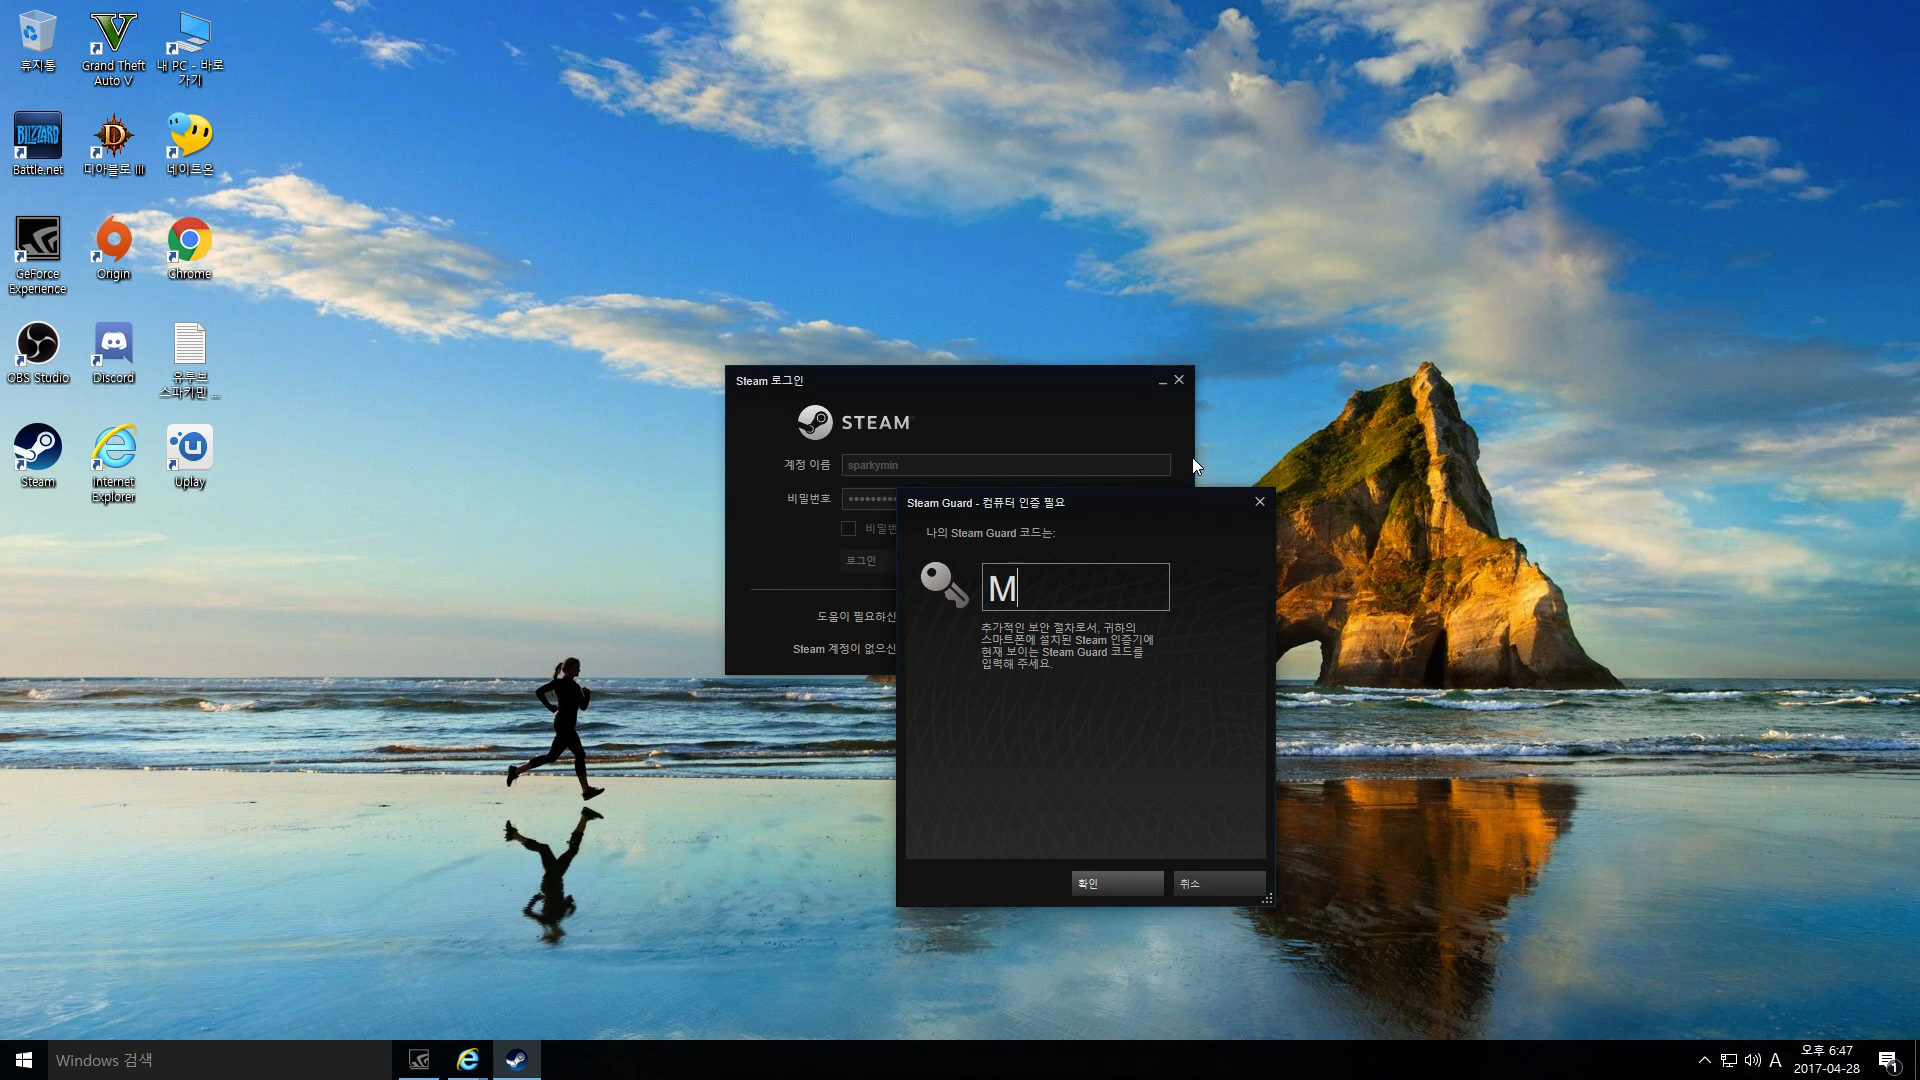 휴지통
Grand Theft
Auto V
내 PC - 바로
가기
BLIZZARD
Battle.net
디아블로 III
네이트온
GeForce
Experience
Origin
Chrome
OBS Studio
Discord
유투브
스파키민 ...
Steam
Internet
Explorer
Uplay
Steam 로그인
STEAM
계정 이름
sparkymin
비밀번호
비밀번
로그인
도움이 필요하신
Steam 계정이 없으신
Steam Guard - 컴퓨터 인증 필요
나의 Steam Guard 코드는:
M
추가적인 보안 절차로서, 귀하의
스마트폰에 설치된 Steam 인증기에
현재 보이는 Steam Guard 코드를
입력해 주세요.
확인
취소
Windows 검색
A
오후 6:47
2017-04-28
1